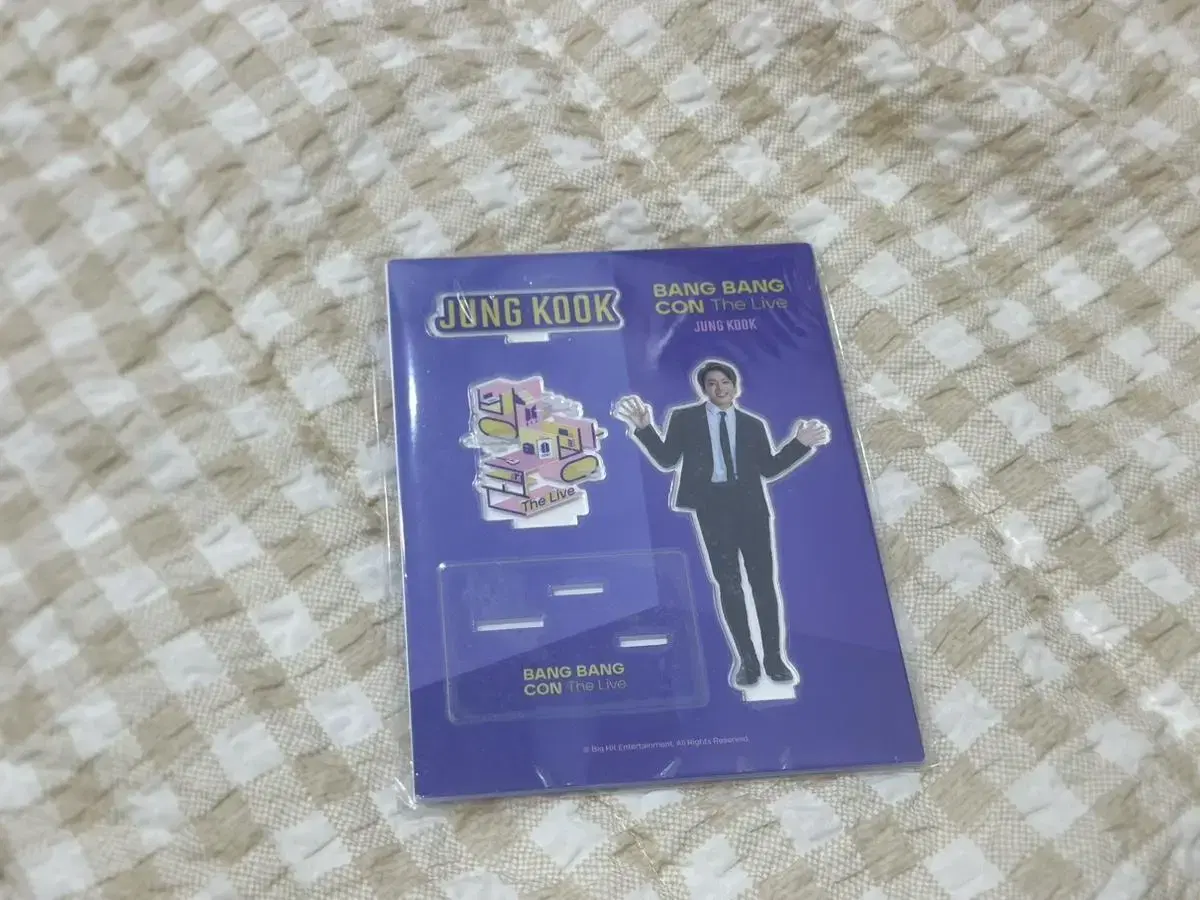 JUNG KOOK
BANG BANG
CON The Live
JUNG KOOK
The Live
BANG BANG
CON The Live
© Big Hit Entertainment. All Rights Reserved.